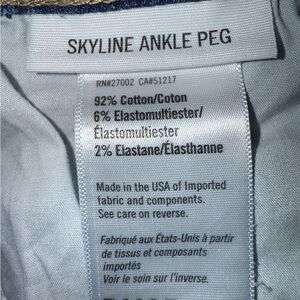 SKYLINE ANKLE PEG
RN#27002 CA#51217
92% Cotton/Coton
6% Elastomultiester/
Élastomultiester
2% Elastane/Élasthanne
Made in the USA of Imported
fabric and components.
See care on reverse.
Fabriqué aux États-Unis à partir
de tissus et composants
importés
Voir le soin sur l'inverse.